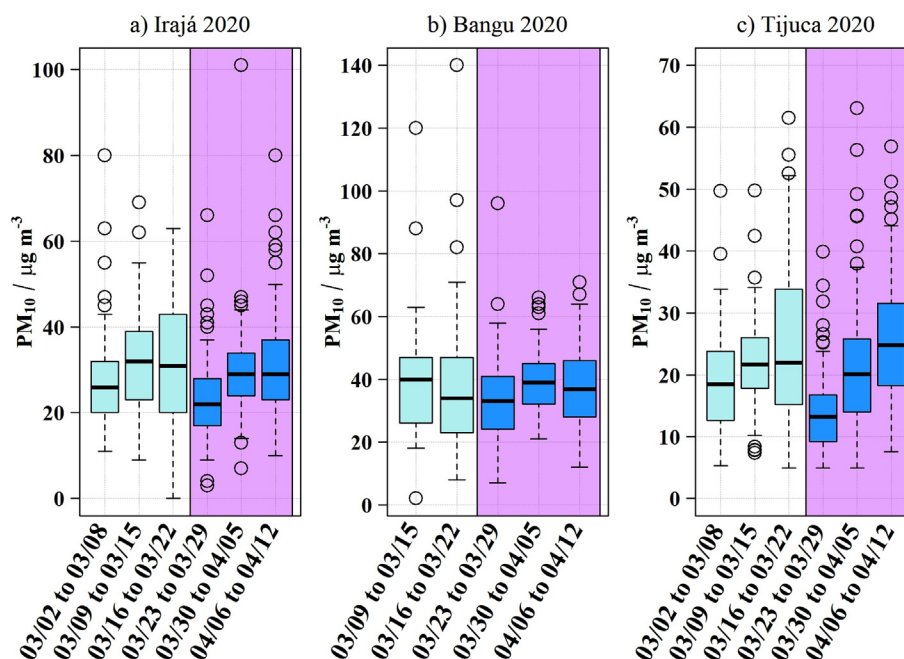 a) Irajá 2020
PM₁₀ / µg m⁻³
100
80
60
40
20
0
03/02 to 03/08
03/09 to 03/15
03/16 to 03/22
03/23 to 03/29
03/30 to 04/05
04/06 to 04/12
b) Bangu 2020
PM₁₀ / µg m⁻³
140
120
100
80
60
40
20
0
03/09 to 03/15
03/16 to 03/22
03/23 to 03/29
03/30 to 04/05
04/06 to 04/12
c) Tijuca 2020
PM₁₀ / µg m⁻³
70
60
50
40
30
20
10
0
03/02 to 03/08
03/09 to 03/15
03/16 to 03/22
03/23 to 03/29
03/30 to 04/05
04/06 to 04/12